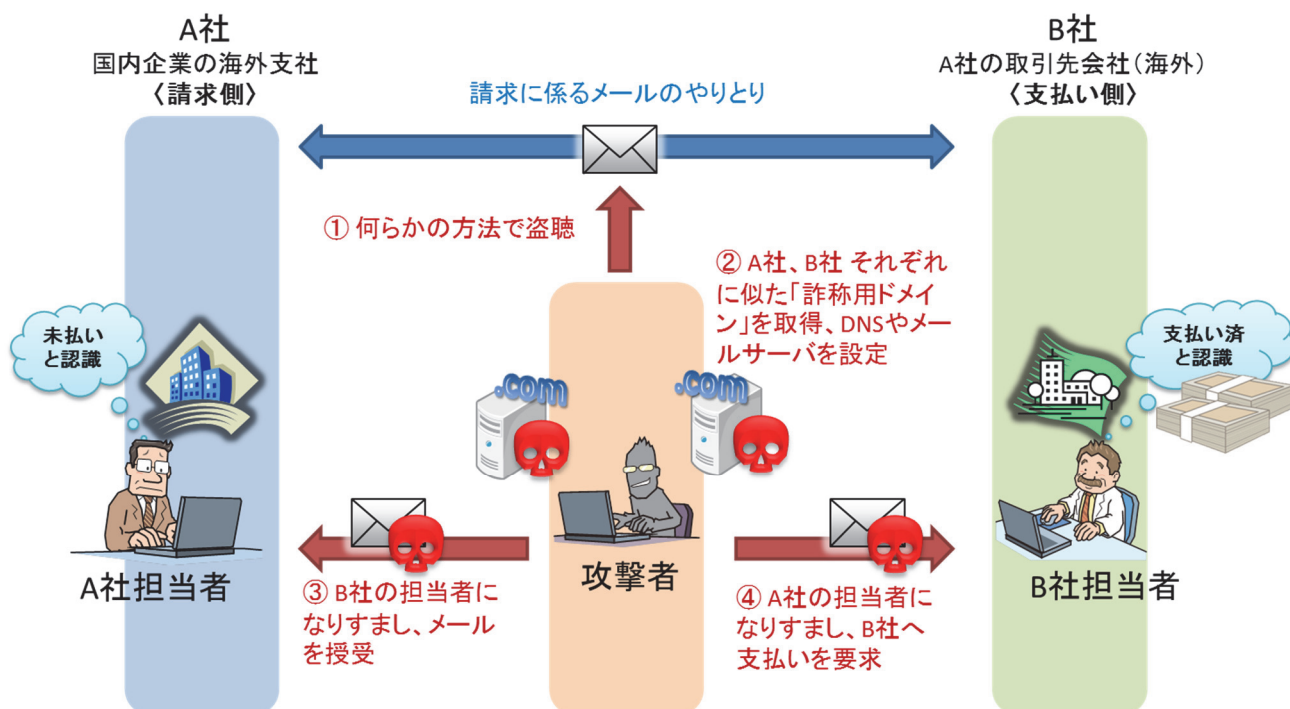 A社
国内企業の海外支社
〈請求側〉
B社
A社の取引先会社(海外)
〈支払い側〉
請求に係るメールのやりとり
① 何らかの方法で盗聴
② A社、B社 それぞれ
に似た「詐称用ドメイ
ン」を取得、DNSやメー
ルサーバを設定
未払い
と認識
支払い済
と認識
.com
.com
A社担当者
攻撃者
B社担当者
③ B社の担当者に
なりすまし、メール
を授受
④ A社の担当者に
なりすまし、B社へ
支払いを要求